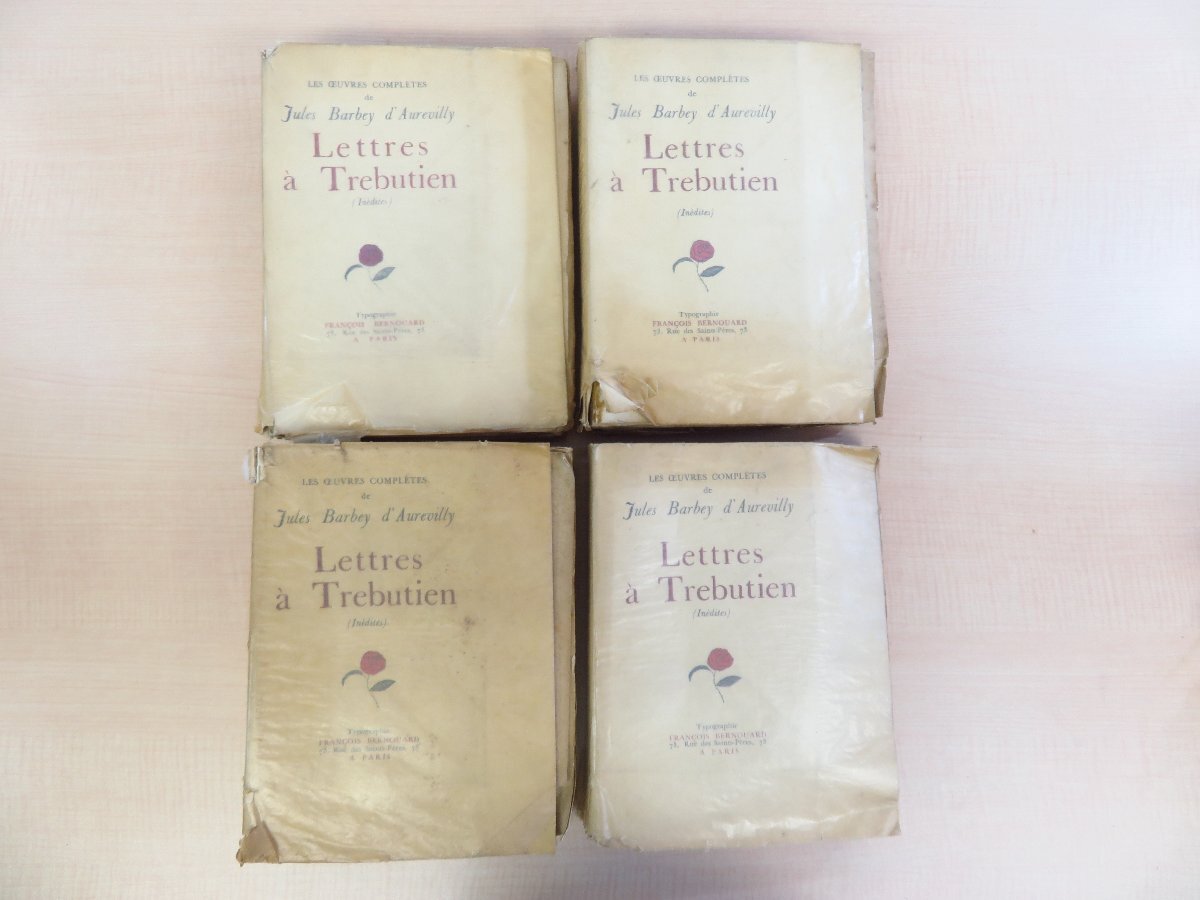 LES ŒUVRES COMPLÈTES
de
Jules Barbey d'Aurevilly
Lettres
à Trebutien
(Inédites)
Typographie
FRANÇOIS BERNOUARD
73, Rue des Saints-Pères, 73
A PARIS
LES ŒUVRES COMPLÈTES
de
Jules Barbey d'Aurevilly
Lettres
à Trebutien
(Inédites)
Typographie
FRANÇOIS BERNOUARD
73, Rue des Saints-Pères, 73
A PARIS
LES ŒUVRES COMPLÈTES
de
Jules Barbey d'Aurevilly
Lettres
à Trebutien
(Inédites)
Typographie
FRANÇOIS BERNOUARD
73, Rue des Saints-Pères, 73
A PARIS
LES ŒUVRES COMPLÈTES
de
Jules Barbey d'Aurevilly
Lettres
à Trebutien
(Inédites)
Typographie
FRANÇOIS BERNOUARD
73, Rue des Saints-Pères, 73
A PARIS